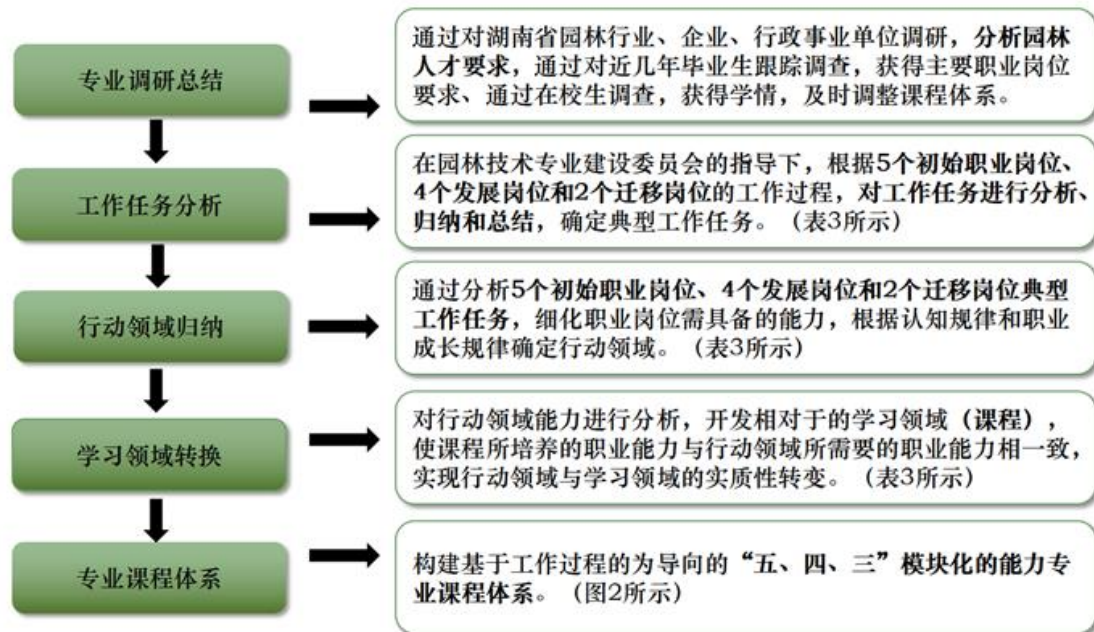 专业调研总结
通过对湖南省园林行业、企业、行政事业单位调研，分析园林
人才要求，通过对近几年毕业生跟踪调查，获得主要职业岗位
要求、通过在校生调查，获得学情，及时调整课程体系。
工作任务分析
在园林技术专业建设委员会的指导下，根据5个初始职业岗位、
4个发展岗位和2个迁移岗位的工作过程，对工作任务进行分析、
归纳和总结，确定典型工作任务。（表3所示）
行动领域归纳
通过分析5个初始职业岗位、4个发展岗位和2个迁移岗位典型
工作任务，细化职业岗位需具备的能力，根据认知规律和职业
成长规律确定行动领域。（表3所示）
学习领域转换
对行动领域能力进行分析，开发相对于的学习领域（课程），
使课程所培养的职业能力与行动领域所需要的职业能力相一致，
实现行动领域与学习领域的实质性转变。（表3所示）
专业课程体系
构建基于工作过程的为导向的“五、四、三”模块化的能力专
业课程体系。（图2所示）